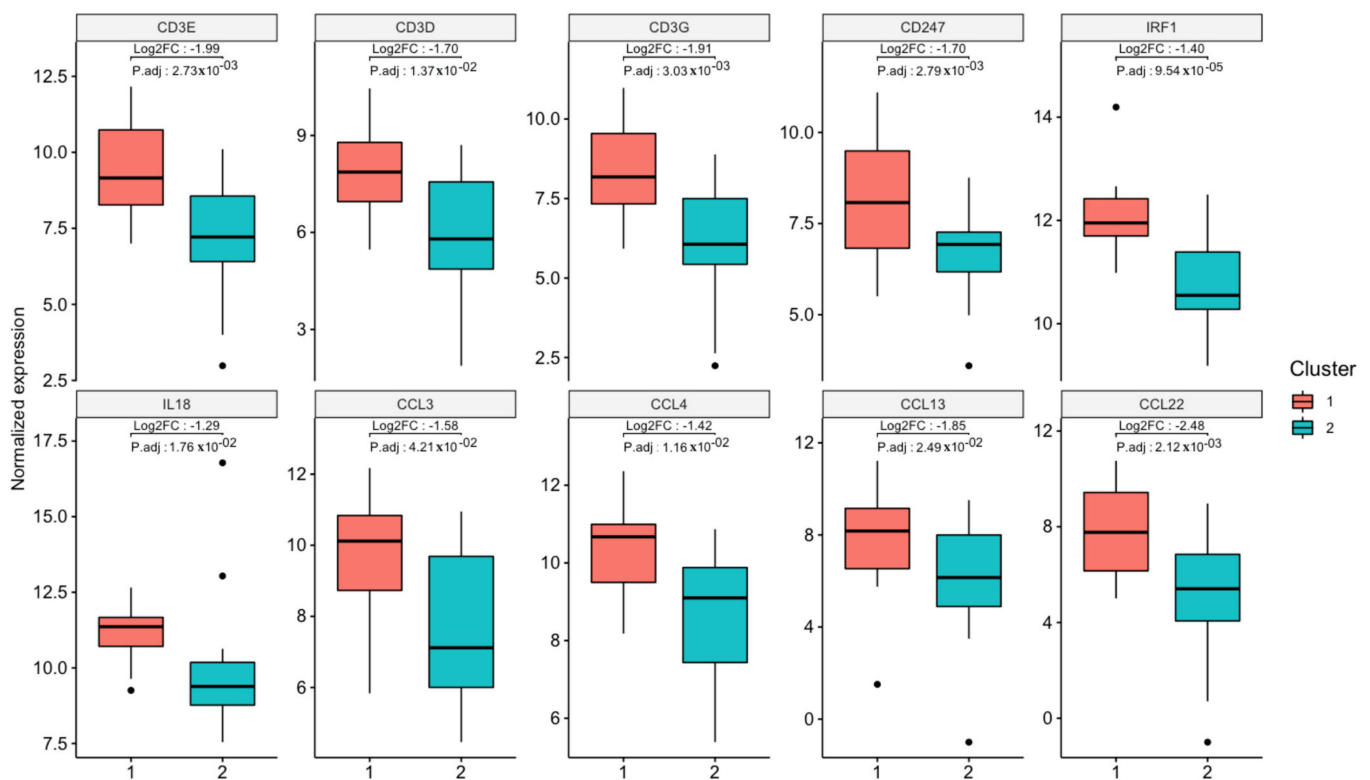 CD3E CD3D CD3G CD247 IRF1
Log2FC : -1.99 Log2FC : -1.70 Log2FC : -1.91 Log2FC : -1.70 Log2FC : -1.40
P.adj : 2.73x10-03 P.adj : 1.37x10-02 P.adj : 3.03x10-03 P.adj : 2.79x10-03 P.adj : 9.54x10-05
12.5 10.0 7.5 5.0 2.5
9 6 3
10.0 7.5 5.0 2.5
10.0 7.5 5.0
14 12 10
Normalized expression
IL18 CCL3 CCL4 CCL13 CCL22
Log2FC : -1.29 Log2FC : -1.58 Log2FC : -1.42 Log2FC : -1.85 Log2FC : -2.48
P.adj : 1.76x10-02 P.adj : 4.21x10-02 P.adj : 1.16x10-02 P.adj : 2.49x10-02 P.adj : 2.12x10-03
17.5 15.0 12.5 10.0 7.5
12 10 8 6
12 10 8 6
12 8 4 0
12 8 4 0
1 2 1 2 1 2 1 2 1 2
Cluster
1
2